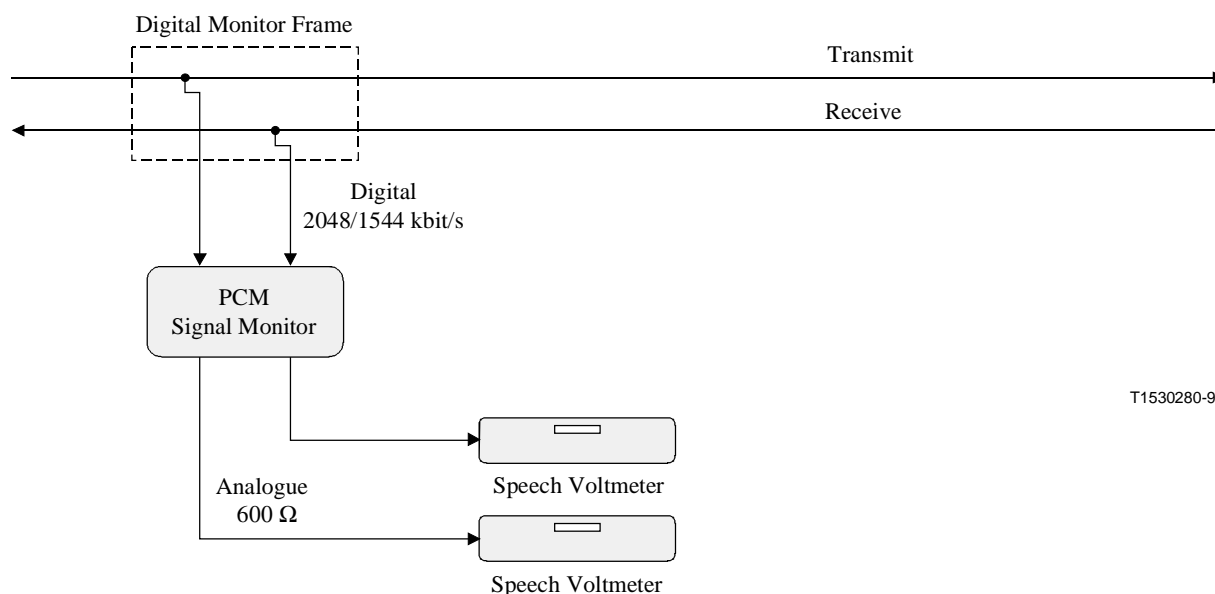 Digital Monitor Frame
Transmit
Receive
Digital
2048/1544 kbit/s
PCM
Signal Monitor
T1530280-9
Analogue
600 Ω
Speech Voltmeter
Speech Voltmeter